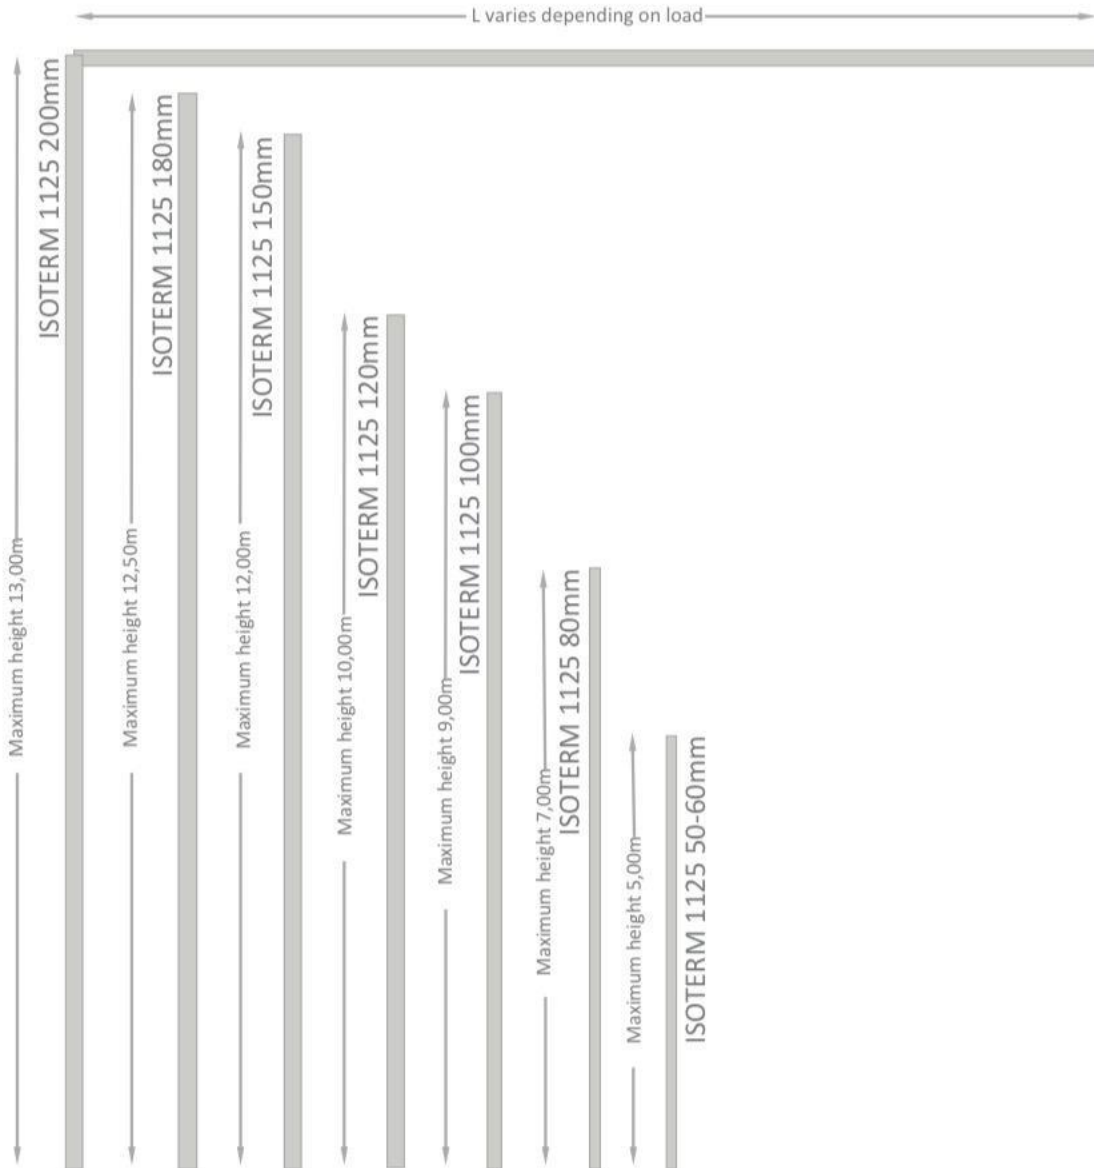 L varies depending on load
Maximum height 13,00m
ISOTERM 1125 200mm
Maximum height 12,50m
ISOTERM 1125 180mm
Maximum height 12,00m
ISOTERM 1125 150mm
Maximum height 10,00m
ISOTERM 1125 120mm
Maximum height 9,00m
ISOTERM 1125 100mm
Maximum height 7,00m
ISOTERM 1125 80mm
Maximum height 5,00m
ISOTERM 1125 50-60mm